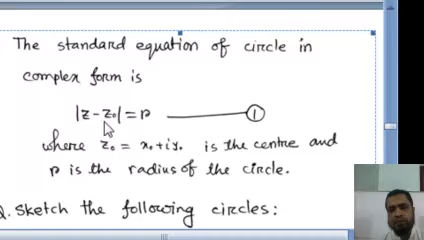 The standard equation of circle in
complex form is
|z - z₀| = r ——— ①
where z₀ = x₀ + iy₀ is the centre and
r is the radius of the circle.
Q. Sketch the following circles: